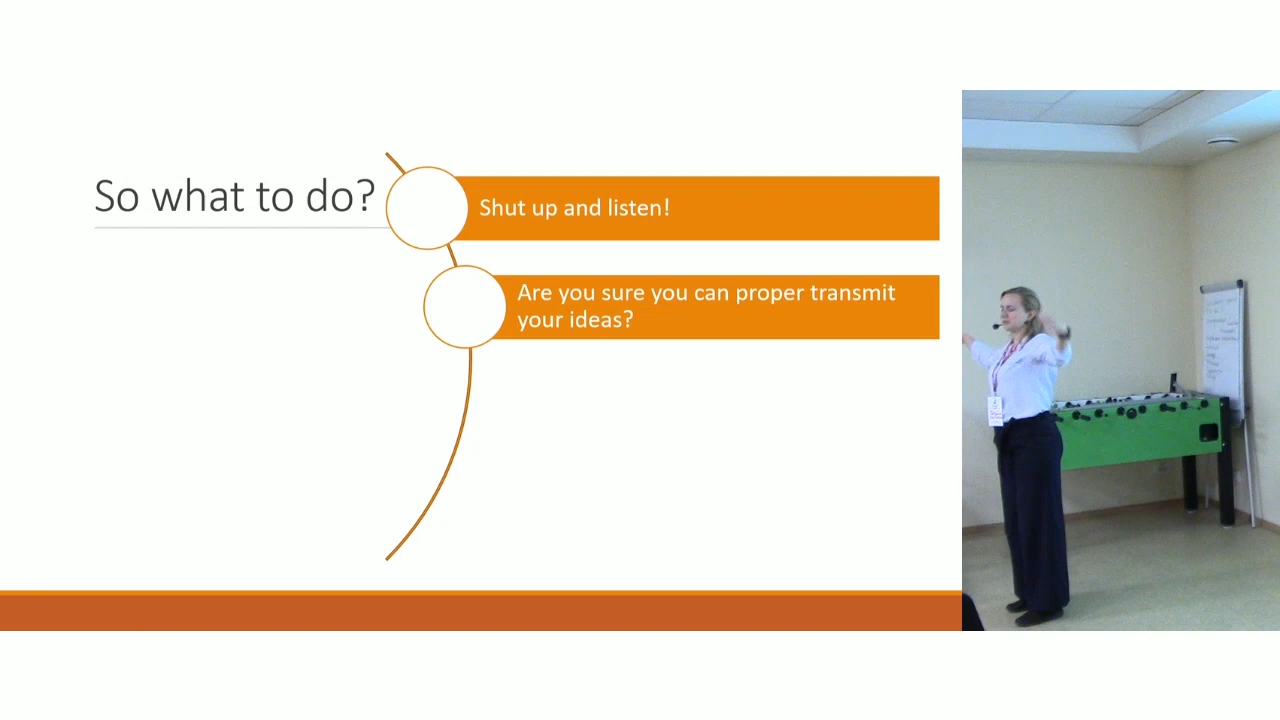 So what to do?
Shut up and listen!
Are you sure you can proper transmit
your ideas?